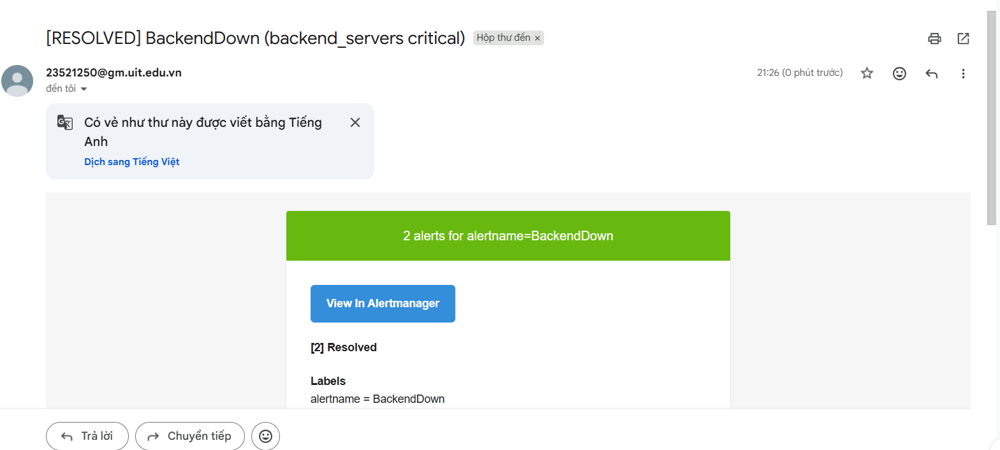 [RESOLVED] BackendDown (backend_servers critical) Hộp thư đến ×
23521250@gm.uit.edu.vn 21:26 (0 phút trước)
đến tôi
Có vẻ như thư này được viết bằng Tiếng
Anh
Dịch sang Tiếng Việt
2 alerts for alertname=BackendDown
View In Alertmanager
[2] Resolved
Labels
alertname = BackendDown
Trả lời Chuyển tiếp